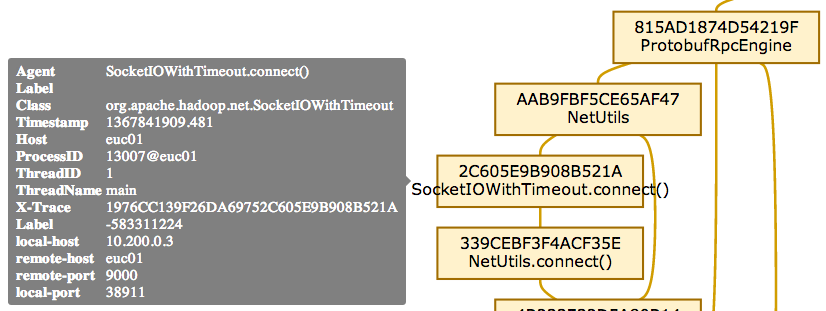 Agent SocketIOWithTimeout.connect()
Label
Class org.apache.hadoop.net.SocketIOWithTimeout
Timestamp 1367841909.481
Host euc01
ProcessID 13007@euc01
ThreadID 1
ThreadName main
X-Trace 1976CC139F26DA69752C605E9B908B521A
Label -583311224
local-host 10.200.0.3
remote-host euc01
remote-port 9000
local-port 38911
815AD1874D54219F
ProtobufRpcEngine
AAB9FBF5CE65AF47
NetUtils
2C605E9B908B521A
SocketIOWithTimeout.connect()
339CEBF3F4ACF35E
NetUtils.connect()